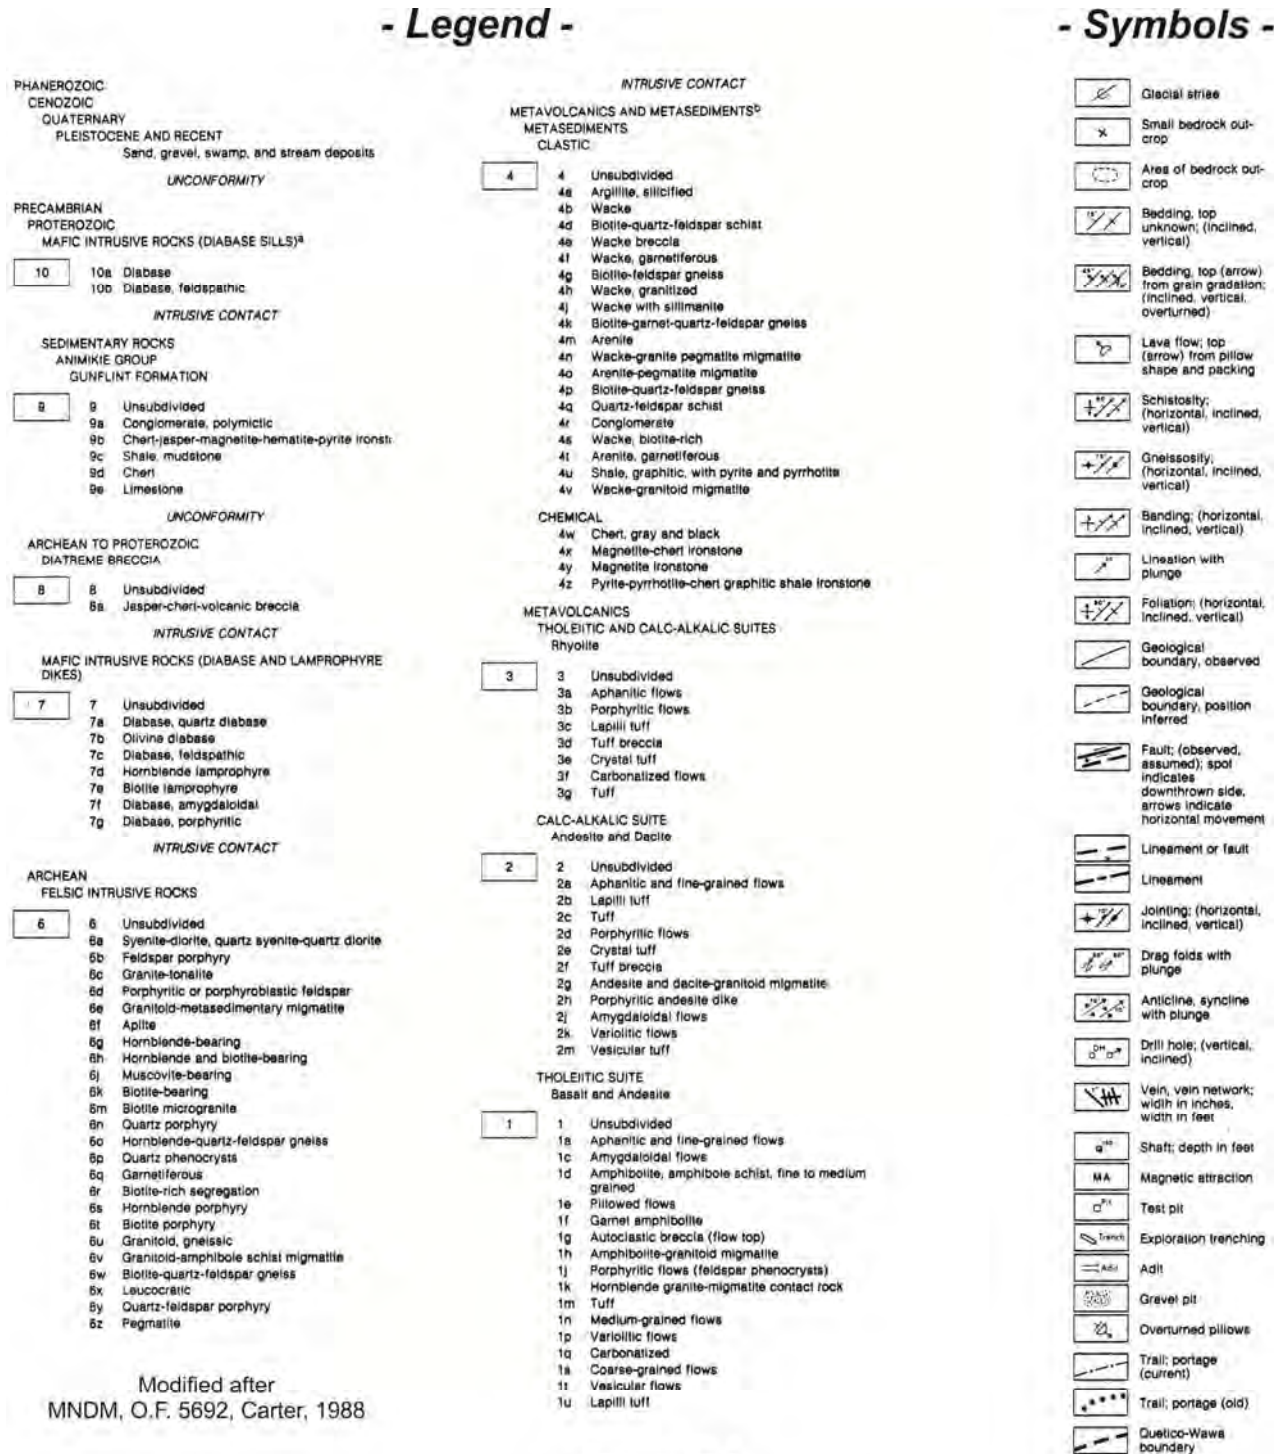 - Legend -
PHANEROZOIC
CENOZOIC
QUATERNARY
PLEISTOCENE AND RECENT
Sand, gravel, swamp, and stream deposits
UNCONFORMITY
PRECAMBRIAN
PROTEROZOIC
MAFIC INTRUSIVE ROCKS (DIABASE SILLS)a
10
10a Diabase
10b Diabase, feldspathic
INTRUSIVE CONTACT
SEDIMENTARY ROCKS
ANIMIKIE GROUP
GUNFLINT FORMATION
9
9 Unsubdivided
9a Conglomerate, polymictic
9b Chert-jasper-magnetite-hematite-pyrite ironst
9c Shale, mudstone
9d Chert
9e Limestone
UNCONFORMITY
ARCHEAN TO PROTEROZOIC
DIATREME BRECCIA
8
8 Unsubdivided
8a Jasper-chert-volcanic breccia
INTRUSIVE CONTACT
MAFIC INTRUSIVE ROCKS (DIABASE AND LAMPROPHYRE
DIKES)
7
7 Unsubdivided
7a Diabase, quartz diabase
7b Olivine diabase
7c Diabase, feldspathic
7d Hornblende lamprophyre
7e Biotite lamprophyre
7f Diabase, amygdaloidal
7g Diabase, porphyritic
INTRUSIVE CONTACT
ARCHEAN
FELSIC INTRUSIVE ROCKS
6
6 Unsubdivided
6a Syenite-diorite, quartz syenite-quartz diorite
6b Feldspar porphyry
6c Granite-tonalite
6d Porphyritic or porphyroblastic feldspar
6e Granitoid-metasedimentary migmatite
6f Aplite
6g Hornblende-bearing
6h Hornblende and biotite-bearing
6j Muscovite-bearing
6k Biotite-bearing
6m Biotite microgranite
6n Quartz porphyry
6o Hornblende-quartz-feldspar gneiss
6p Quartz phenocrysts
6q Garnetiferous
6r Biotite-rich segregation
6s Hornblende porphyry
6t Biotite porphyry
6u Granitoid, gneissic
6v Granitoid-amphibole schist migmatite
6w Biotite-quartz-feldspar gneiss
6x Leucocratic
6y Quartz-feldspar porphyry
6z Pegmatite
Modified after
MNDM, O.F. 5692, Carter, 1988
INTRUSIVE CONTACT
METAVOLCANICS AND METASEDIMENTSb
METASEDIMENTS
CLASTIC
4
4 Unsubdivided
4a Argillite, silicified
4b Wacke
4d Biotite-quartz-feldspar schist
4e Wacke breccia
4f Wacke, garnetiferous
4g Biotite-feldspar gneiss
4h Wacke, granitized
4j Wacke with sillimanite
4k Biotite-garnet-quartz-feldspar gneiss
4m Arenite
4n Wacke-granite pegmatite migmatite
4o Arenite-pegmatite migmatite
4p Biotite-quartz-feldspar gneiss
4q Quartz-feldspar schist
4r Conglomerate
4s Wacke, biotite-rich
4t Arenite, garnetiferous
4u Shale, graphitic, with pyrite and pyrrhotite
4v Wacke-granitoid migmatite
CHEMICAL
4w Chert, gray and black
4x Magnetite-chert ironstone
4y Magnetite ironstone
4z Pyrite-pyrrhotite-chert graphitic shale ironstone
METAVOLCANICS
THOLEIITIC AND CALC-ALKALIC SUITES
Rhyolite
3
3 Unsubdivided
3a Aphanitic flows
3b Porphyritic flows
3c Lapilli tuff
3d Tuff breccia
3e Crystal tuff
3f Carbonatized flows
3g Tuff
CALC-ALKALIC SUITE
Andesite and Dacite
2
2 Unsubdivided
2a Aphanitic and fine-grained flows
2b Lapilli tuff
2c Tuff
2d Porphyritic flows
2e Crystal tuff
2f Tuff breccia
2g Andesite and dacite-granitoid migmatite
2h Porphyritic andesite dike
2j Amygdaloidal flows
2k Variolitic flows
2m Vesicular tuff
THOLEIITIC SUITE
Basalt and Andesite
1
1 Unsubdivided
1a Aphanitic and fine-grained flows
1c Amygdaloidal flows
1d Amphibolite, amphibole schist, fine to medium
grained
1e Pillowed flows
1f Garnet amphibolite
1g Autoclastic breccia (flow top)
1h Amphibolite-granitoid migmatite
1j Porphyritic flows (feldspar phenocrysts)
1k Hornblende granite-migmatite contact rock
1m Tuff
1n Medium-grained flows
1p Variolitic flows
1q Carbonatized
1s Coarse-grained flows
1t Vesicular flows
1u Lapilli tuff
- Symbols -
Glacial striae
Small bedrock out-
crop
Area of bedrock out-
crop
Bedding, top
unknown; (inclined,
vertical)
Bedding, top (arrow)
from grain gradation;
(inclined, vertical,
overturned)
Lava flow; top
(arrow) from pillow
shape and packing
Schistosity;
(horizontal, inclined,
vertical)
Gneissosity;
(horizontal, inclined,
vertical)
Banding; (horizontal,
inclined, vertical)
Lineation with
plunge
Foliation; (horizontal,
inclined, vertical)
Geological
boundary, observed
Geological
boundary, position
inferred
Fault; (observed,
assumed); spot
indicates
downthrown side,
arrows indicate
horizontal movement
Lineament or fault
Lineament
Jointing; (horizontal,
inclined, vertical)
Drag folds with
plunge
Anticline, syncline
with plunge
DH
Drill hole; (vertical,
inclined)
Vein, vein network;
width in inches,
width in feet
Shaft; depth in feet
MA
Magnetic attraction
Pit
Test pit
Trench
Exploration trenching
Adit
Adit
Gravel pit
Overturned pillows
Trail; portage
(current)
Trail; portage (old)
Quetico-Wawa
boundary